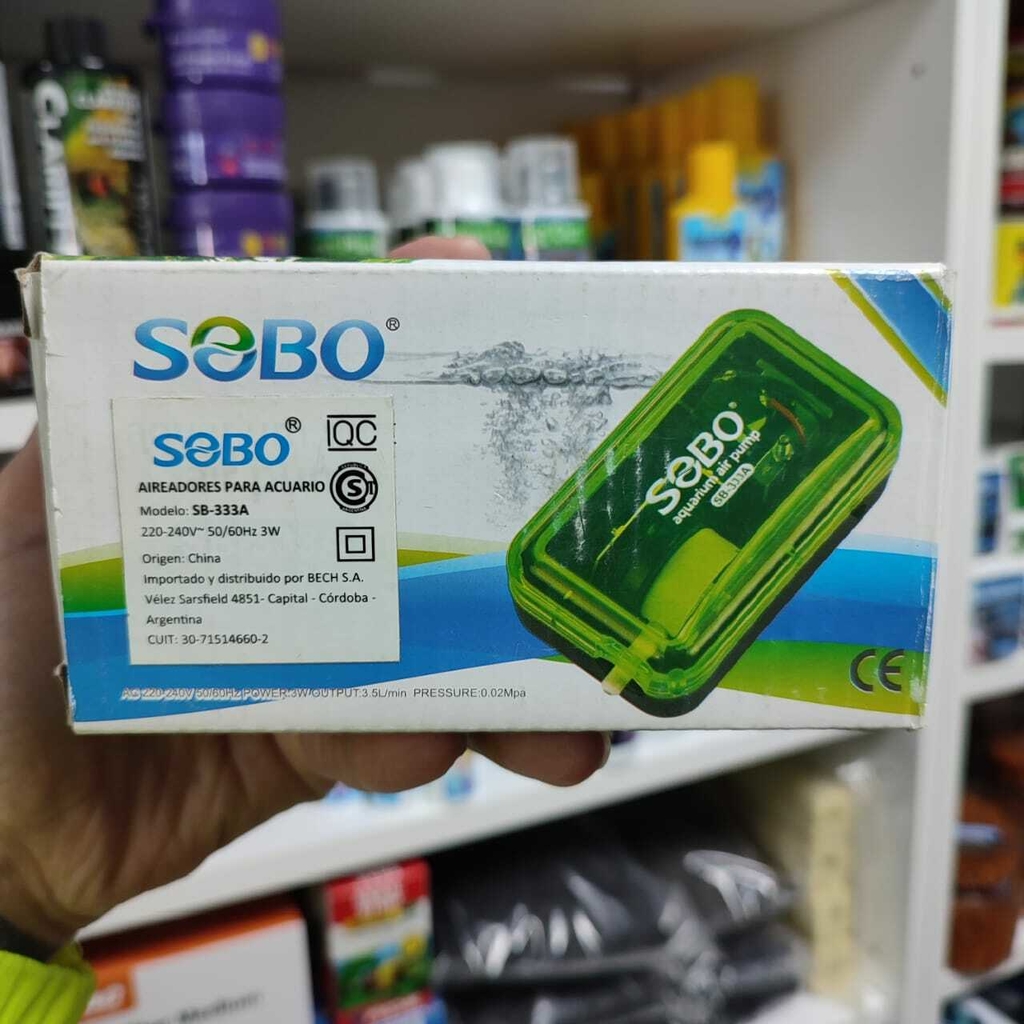 SOBO®
SOBO®
IQC
AIREADORES PARA ACUARIO
Modelo: SB-333A
220-240V~ 50/60Hz 3W
Origen: China
Importado y distribuido por BECH S.A.
Vélez Sarsfield 4851- Capital - Córdoba -
Argentina
CUIT: 30-71514660-2
AC 220-240V 50/60Hz POWER:3W OUTPUT:3.5L/min PRESSURE:0.02Mpa
SOBO®
aquarium air pump
SB-333A
CE